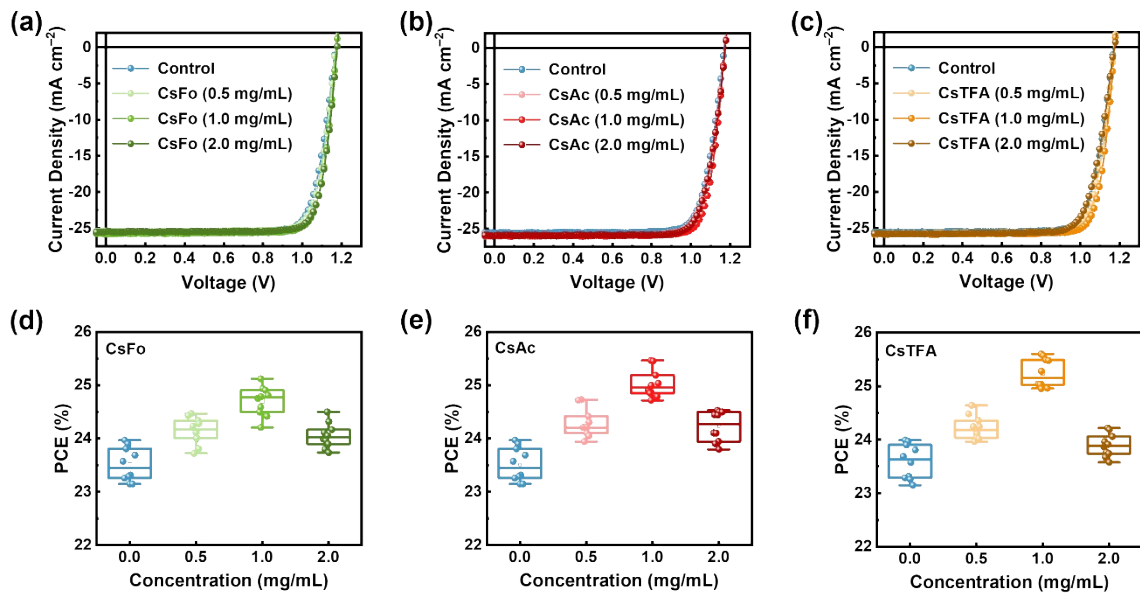 (a)
Current Density (mA cm⁻²)
0
-5
-10
-15
-20
-25
Control
CsFo (0.5 mg/mL)
CsFo (1.0 mg/mL)
CsFo (2.0 mg/mL)
0.0 0.2 0.4 0.6 0.8 1.0 1.2
Voltage (V)
(b)
Current Density (mA cm⁻²)
0
-5
-10
-15
-20
-25
Control
CsAc (0.5 mg/mL)
CsAc (1.0 mg/mL)
CsAc (2.0 mg/mL)
0.0 0.2 0.4 0.6 0.8 1.0 1.2
Voltage (V)
(c)
Current Density (mA cm⁻²)
0
-5
-10
-15
-20
-25
Control
CsTFA (0.5 mg/mL)
CsTFA (1.0 mg/mL)
CsTFA (2.0 mg/mL)
0.0 0.2 0.4 0.6 0.8 1.0 1.2
Voltage (V)
(d)
PCE (%)
26
25
24
23
22
CsFo
0.0 0.5 1.0 2.0
Concentration (mg/mL)
(e)
PCE (%)
26
25
24
23
22
CsAc
0.0 0.5 1.0 2.0
Concentration (mg/mL)
(f)
PCE (%)
26
25
24
23
22
CsTFA
0.0 0.5 1.0 2.0
Concentration (mg/mL)